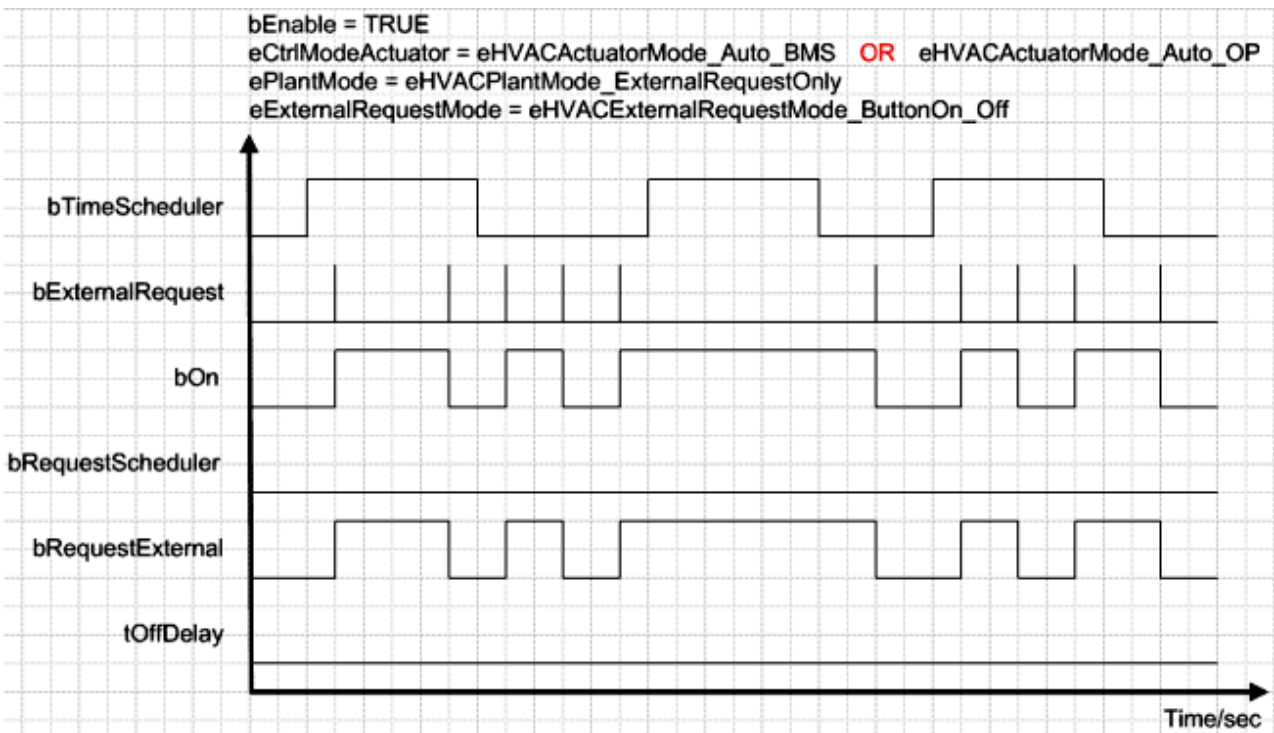 bEnable = TRUE
eCtrlModeActuator = eHVACActuatorMode_Auto_BMS OR eHVACActuatorMode_Auto_OP
ePlantMode = eHVACPlantMode_ExternalRequestOnly
eExternalRequestMode = eHVACExternalRequestMode_ButtonOn_Off
bTimeScheduler
bExternalRequest
bOn
bRequestScheduler
bRequestExternal
tOffDelay
Time/sec